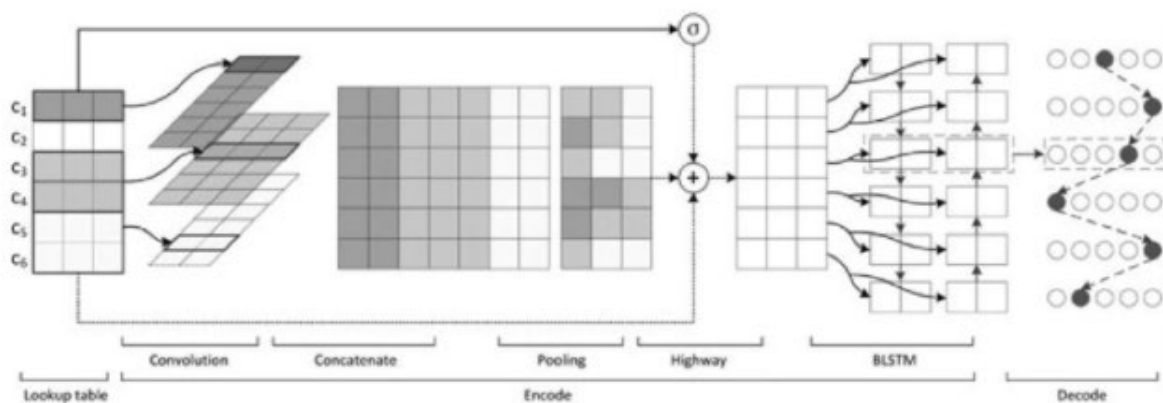 σ
C1
C2
C3
C4
C5
C6
+
Convolution
Concatenate
Pooling
Highway
BLSTM
Lookup table
Encode
Decode